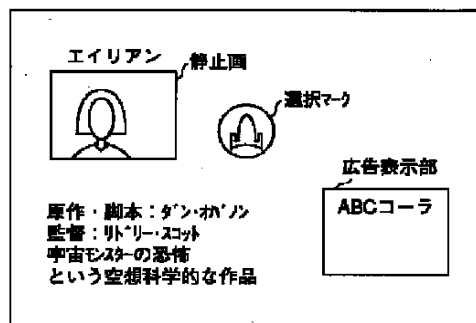 エイリアン
静止画
選択マーク
広告表示部
ABCコーラ
原作・脚本：ダン・オバノン
監督：リドリー・スコット
宇宙モンスターの恐怖
という空想科学的な作品